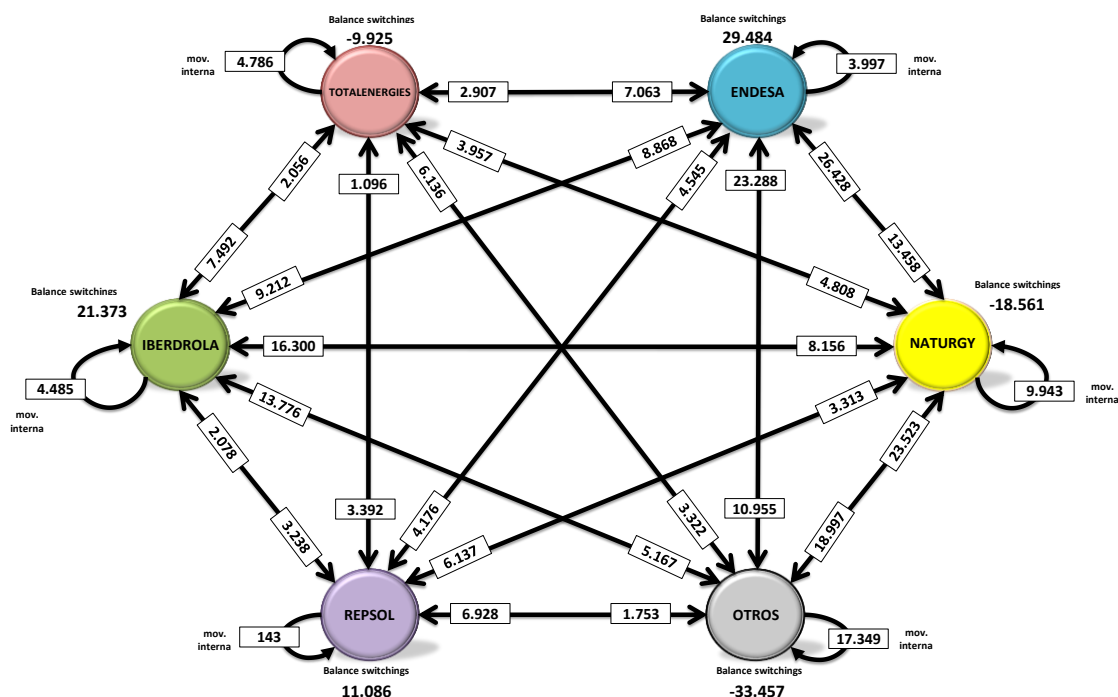 Balance switchings
-9.925
Balance switchings
29.484
mov.
interna
4.786
TOTALENERGIES
2.907
7.063
ENDESA
3.997
mov.
interna
2.056
1.096
6.136
3.957
8.868
4.545
23.288
26.428
7.492
9.212
4.808
13.458
Balance switchings
21.373
Balance switchings
-18.561
IBERDROLA
16.300
8.156
NATURGY
4.485
mov.
interna
9.943
mov.
interna
13.776
3.313
2.078
23.523
3.238
3.392
4.176
6.137
5.167
3.322
10.955
18.997
mov.
interna
143
REPSOL
6.928
1.753
OTROS
17.349
mov.
interna
Balance switchings
11.086
Balance switchings
-33.457